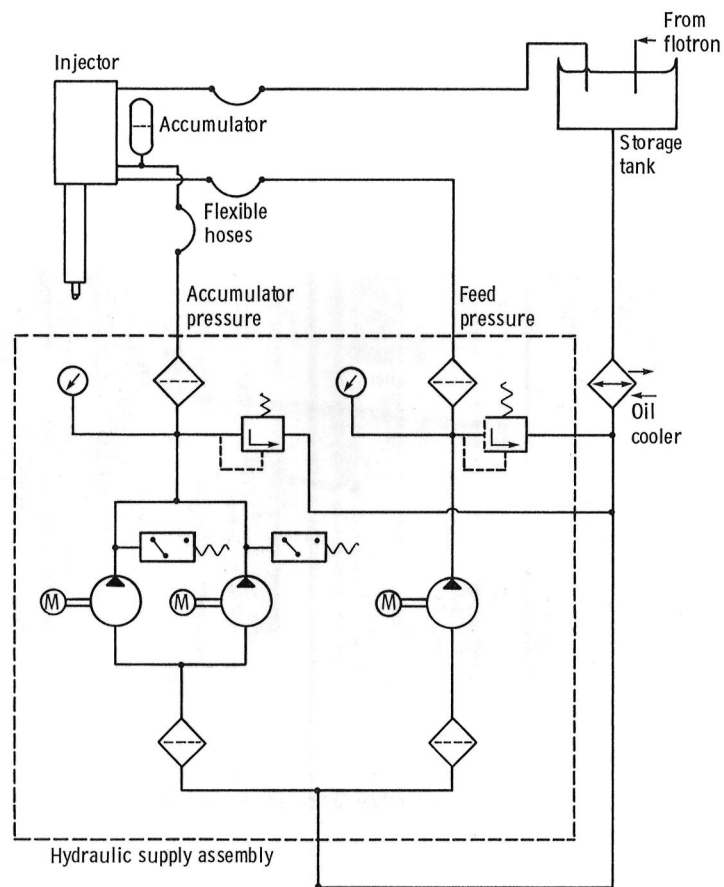 From
flotron
Injector
Accumulator
Storage
tank
Flexible
hoses
Accumulator
pressure
Feed
pressure
Oil
cooler
M
M
M
Hydraulic supply assembly